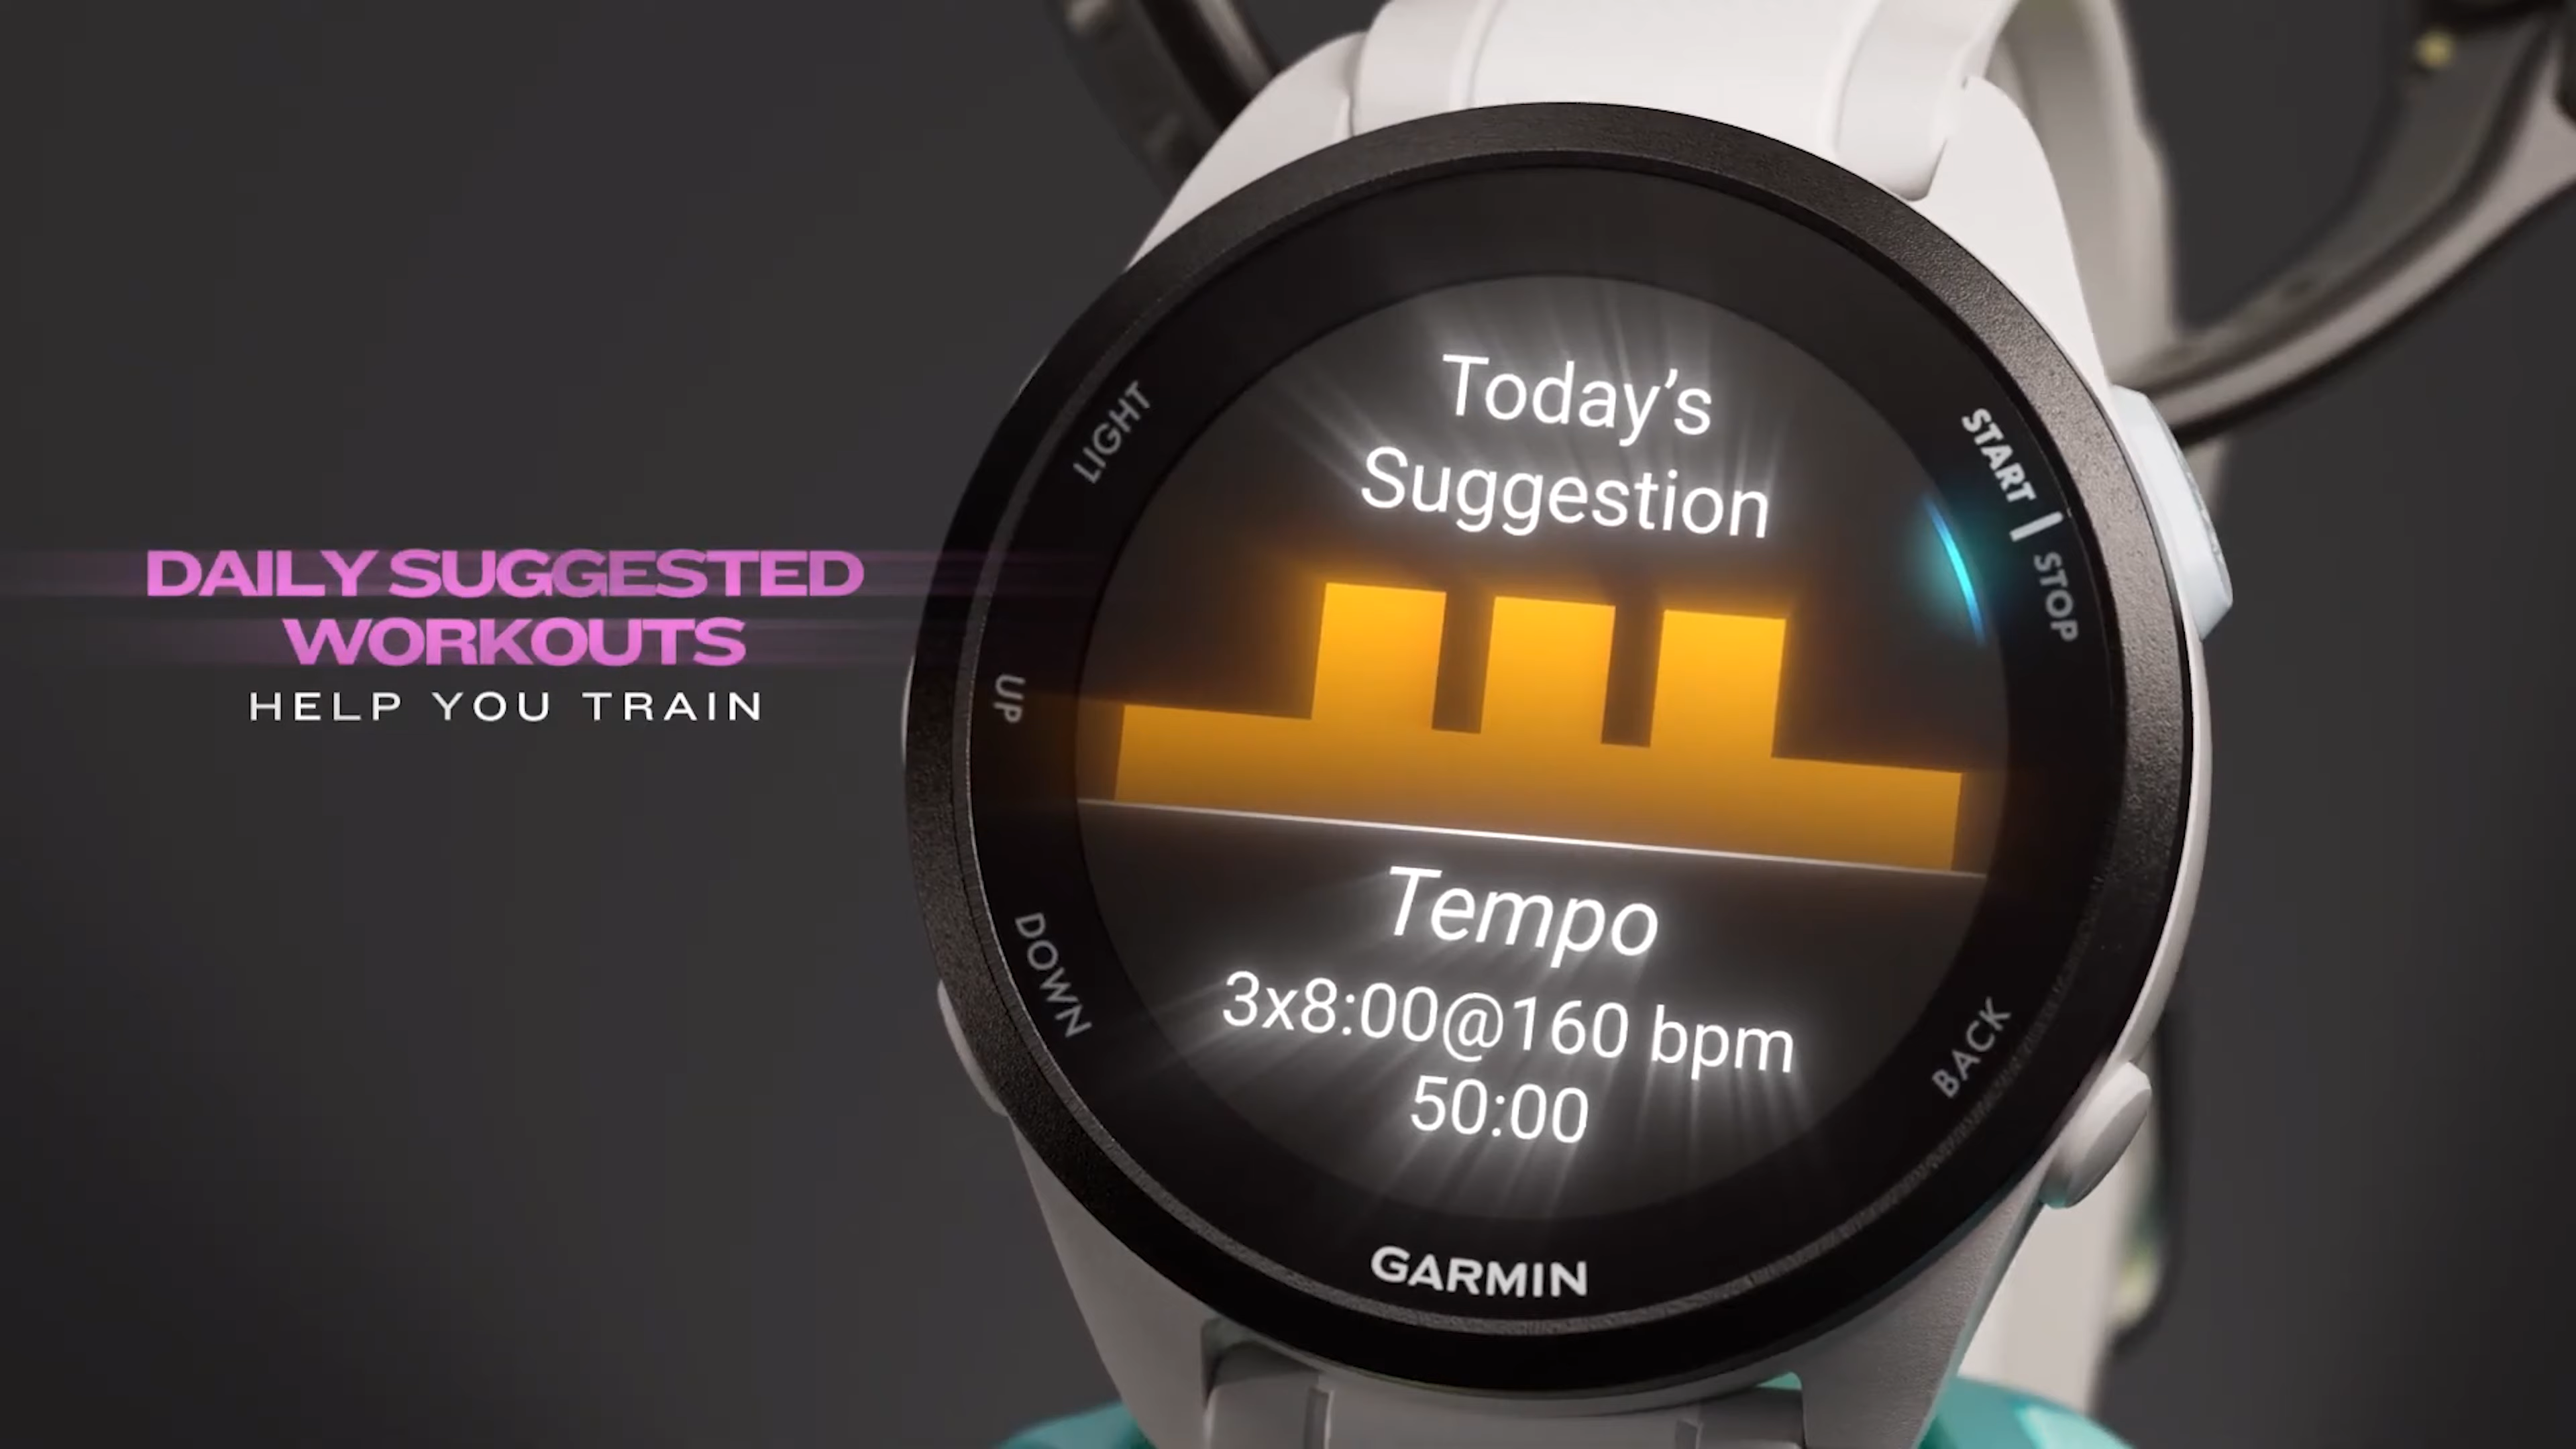 DAILY SUGGESTED
WORKOUTS
HELP YOU TRAIN
Today’s
Suggestion
Tempo
3x8:00@160 bpm
50:00
LIGHT
UP
DOWN
START | STOP
BACK
GARMIN